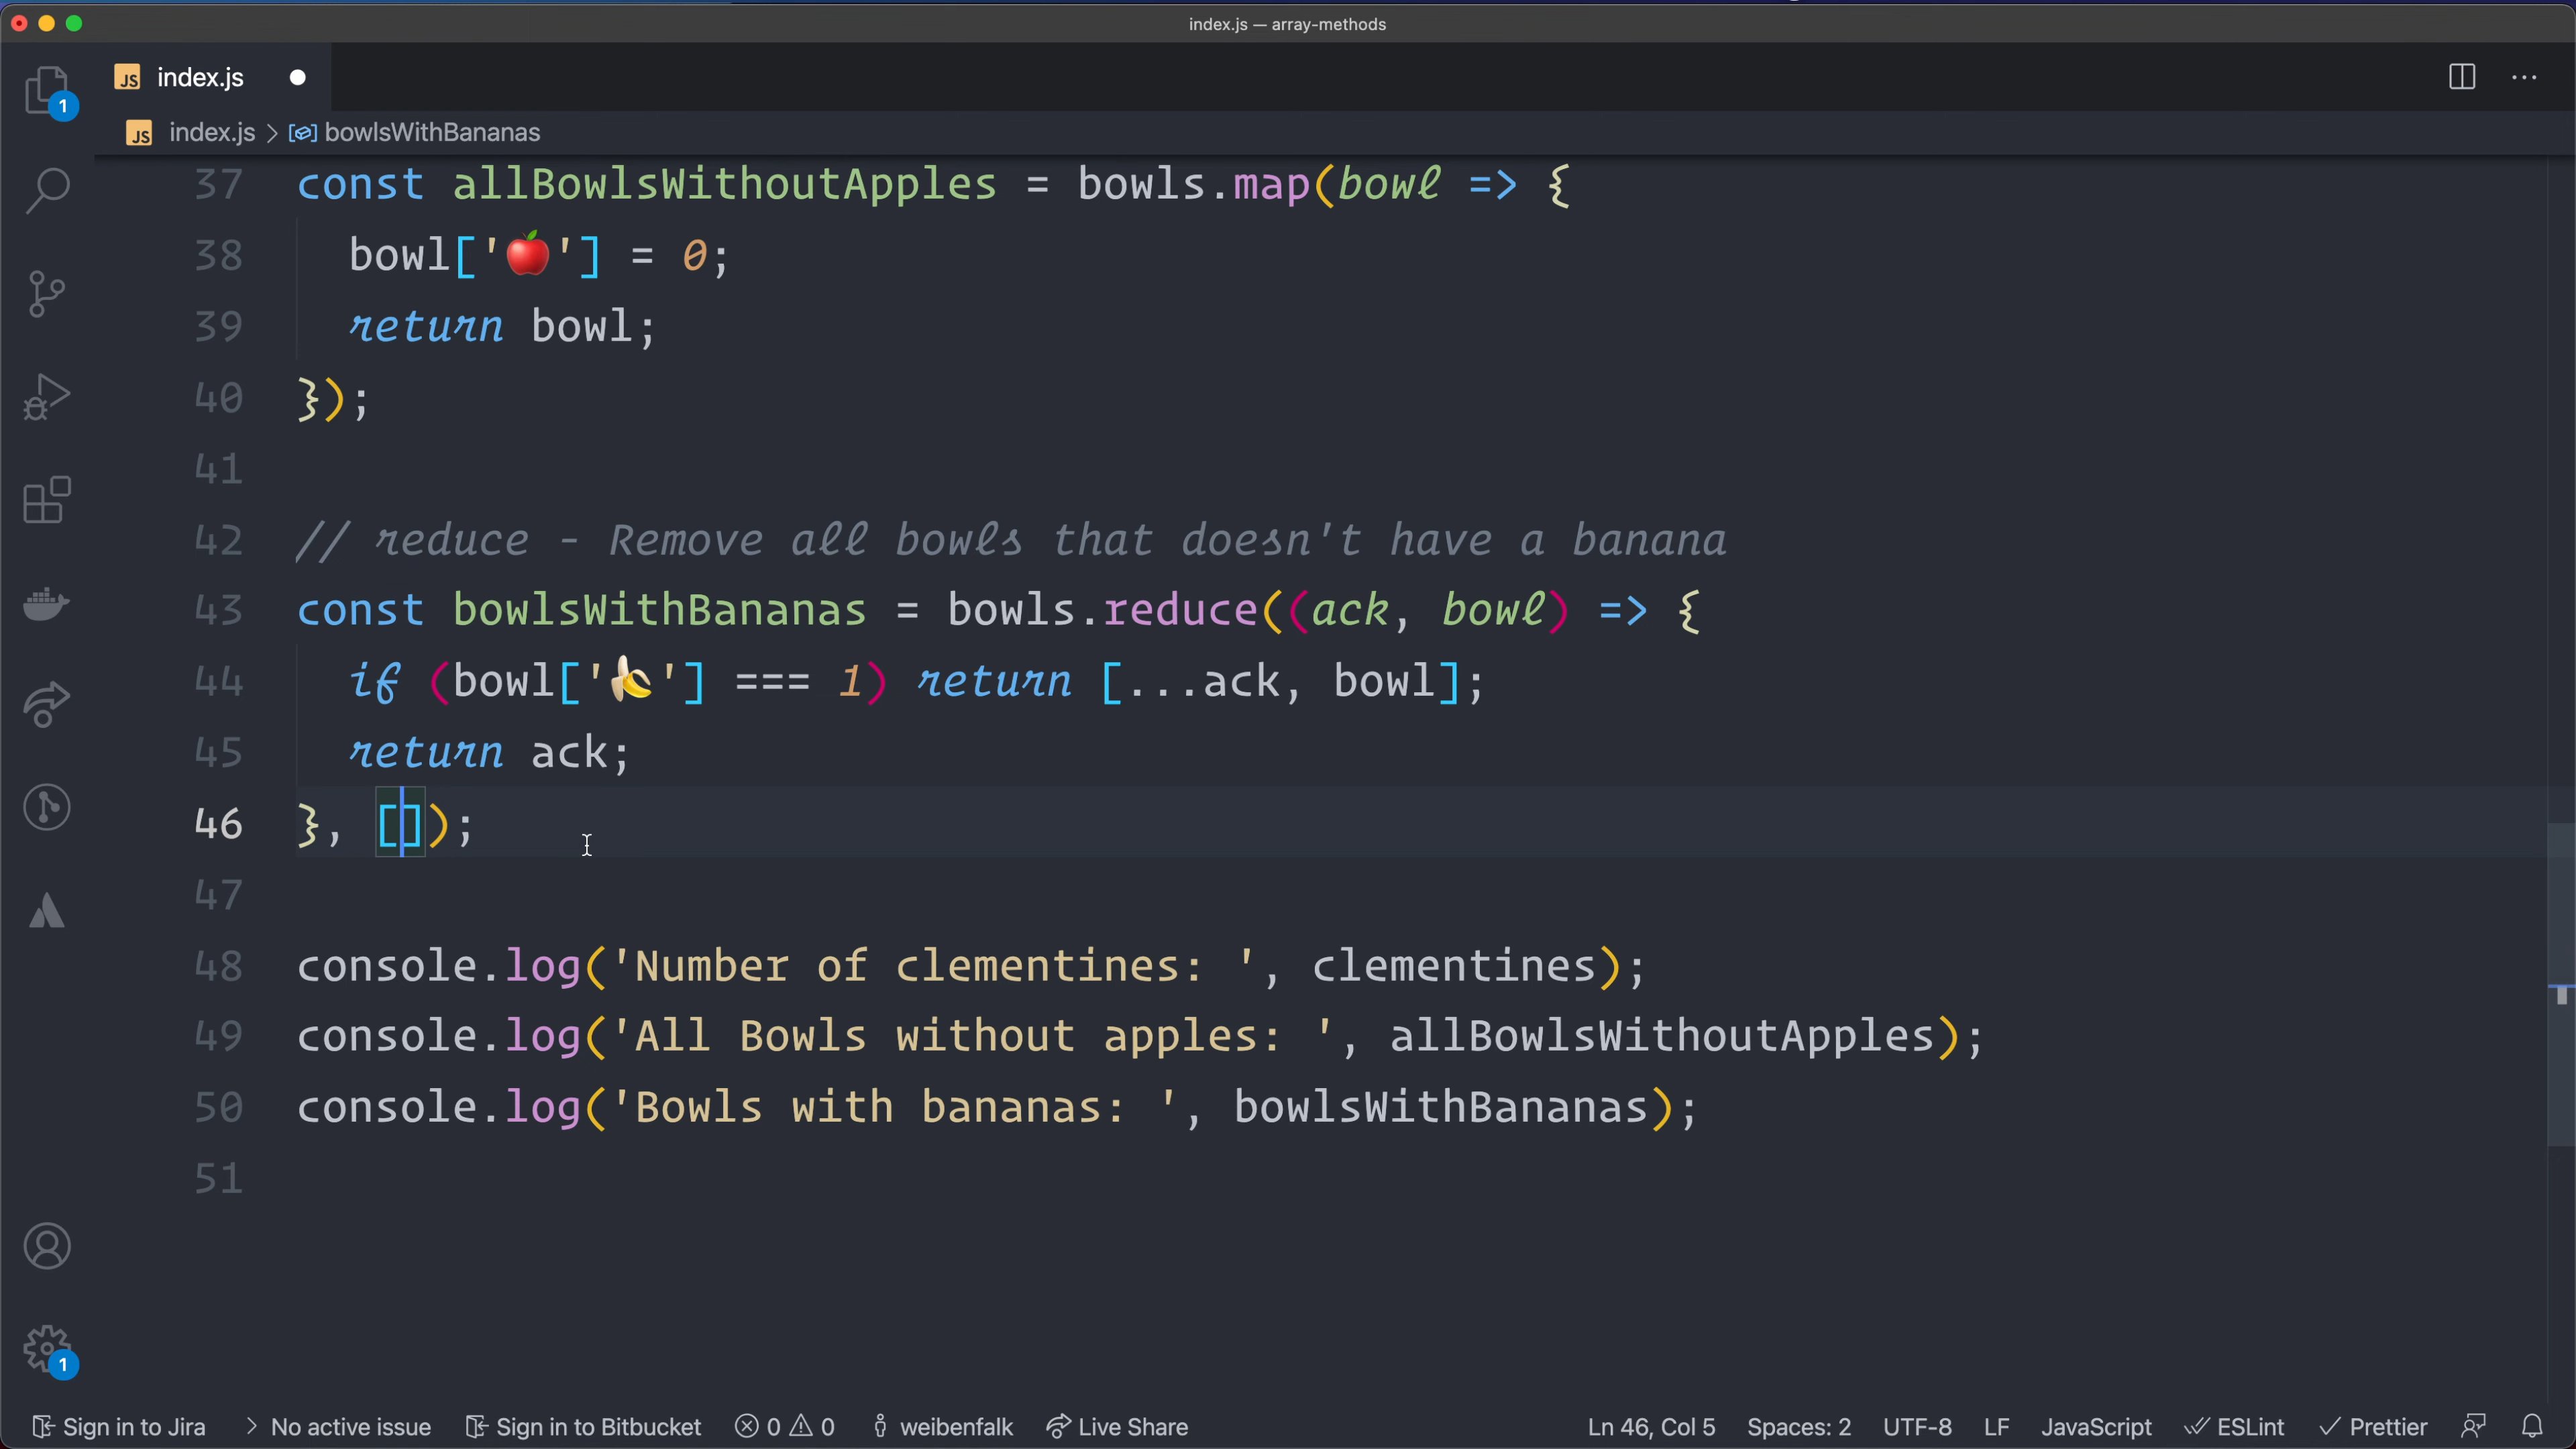 index.js — array-methods
JS index.js
1
JS index.js > bowlsWithBananas
37 const allBowlsWithoutApples = bowls.map(bowl => {
38 bowl['🍎'] = 0;
39 return bowl;
40 });
41
42 // reduce - Remove all bowls that doesn't have a banana
43 const bowlsWithBananas = bowls.reduce((ack, bowl) => {
44 if (bowl['🍌'] === 1) return [...ack, bowl];
45 return ack;
46 }, []);
47
48 console.log('Number of clementines: ', clementines);
49 console.log('All Bowls without apples: ', allBowlsWithoutApples);
50 console.log('Bowls with bananas: ', bowlsWithBananas);
51
1
Sign in to Jira > No active issue Sign in to Bitbucket 0 0 weibenfalk Live Share Ln 46, Col 5 Spaces: 2 UTF-8 LF JavaScript ESLint Prettier